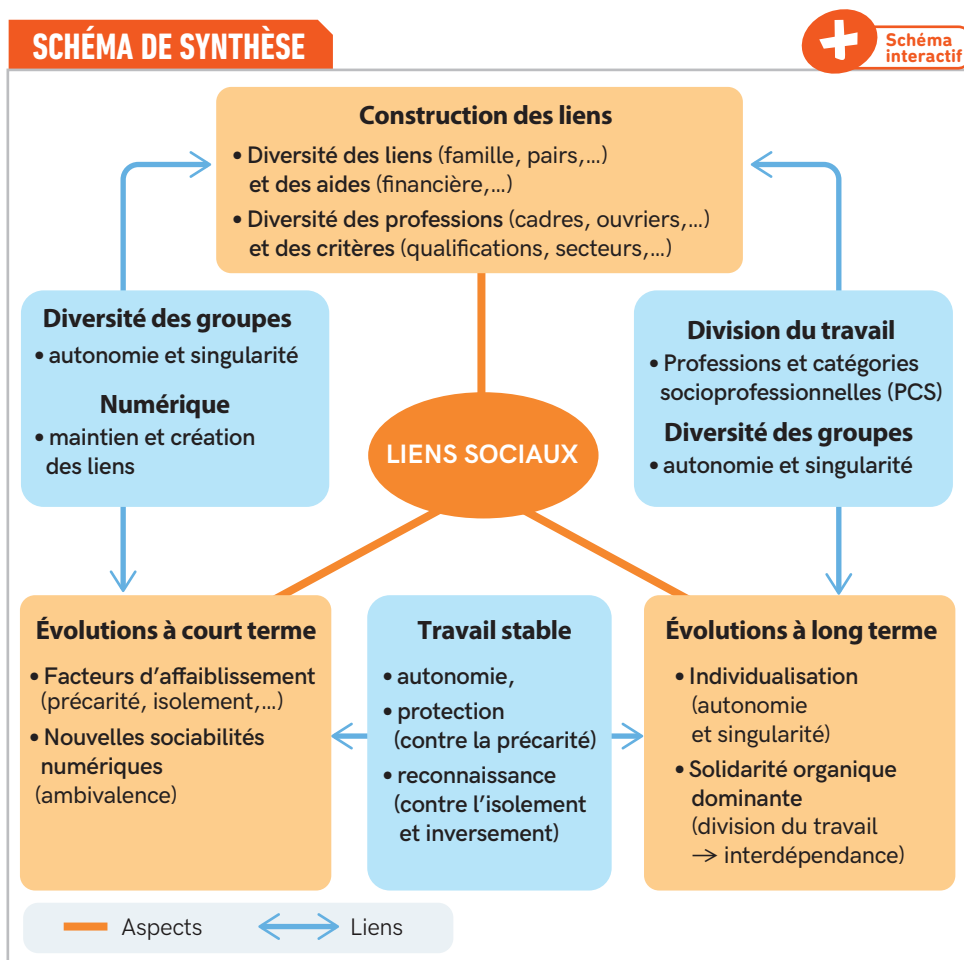 SCHÉMA DE SYNTHÈSE
Schéma
interactif
Construction des liens
• Diversité des liens (famille, pairs,...)
et des aides (financière,...)
• Diversité des professions (cadres, ouvriers,...)
et des critères (qualifications, secteurs,...)
Diversité des groupes
• autonomie et singularité
Numérique
• maintien et création
des liens
LIENS SOCIAUX
Division du travail
• Professions et catégories
socioprofessionnelles (PCS)
Diversité des groupes
• autonomie et singularité
Évolutions à court terme
• Facteurs d'affaiblissement
(précarité, isolement,...)
• Nouvelles sociabilités
numériques
(ambivalence)
Travail stable
• autonomie,
• protection
(contre la précarité)
• reconnaissance
(contre l'isolement
et inversement)
Évolutions à long terme
• Individualisation
(autonomie
et singularité)
• Solidarité organique
dominante
(division du travail
→ interdépendance)
Aspects
Liens